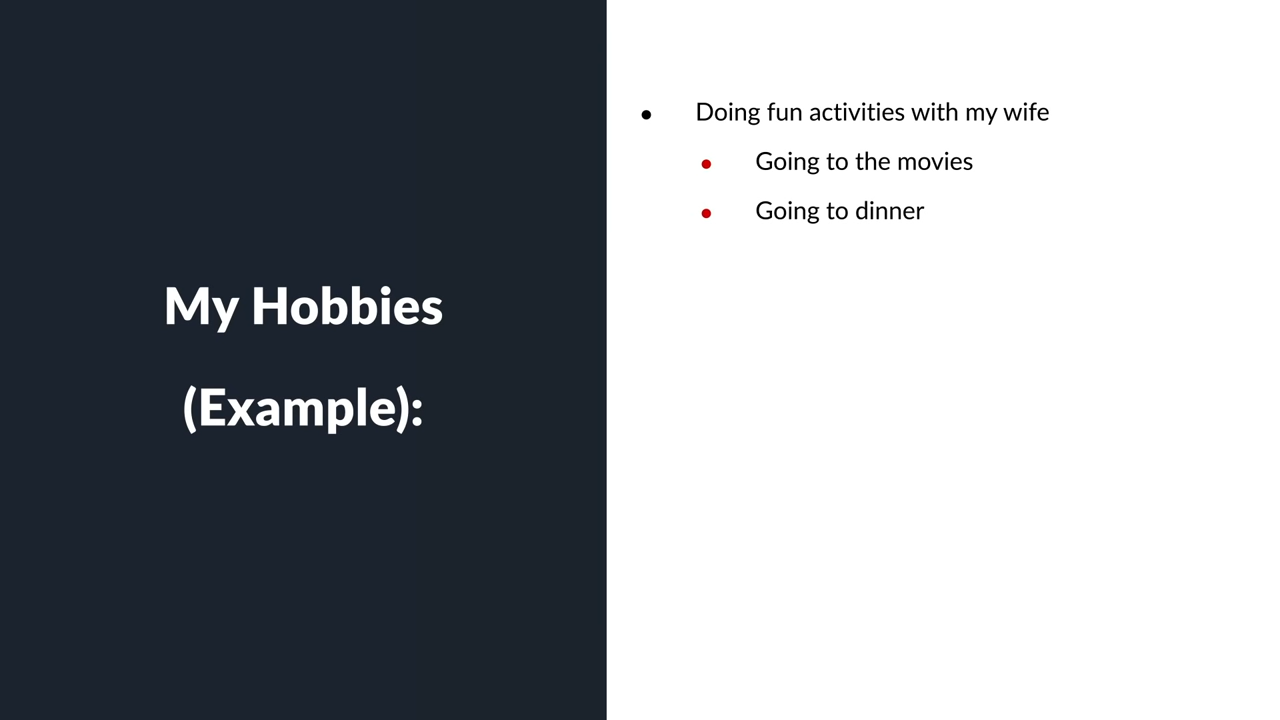 My Hobbies
(Example):
• Doing fun activities with my wife
• Going to the movies
• Going to dinner